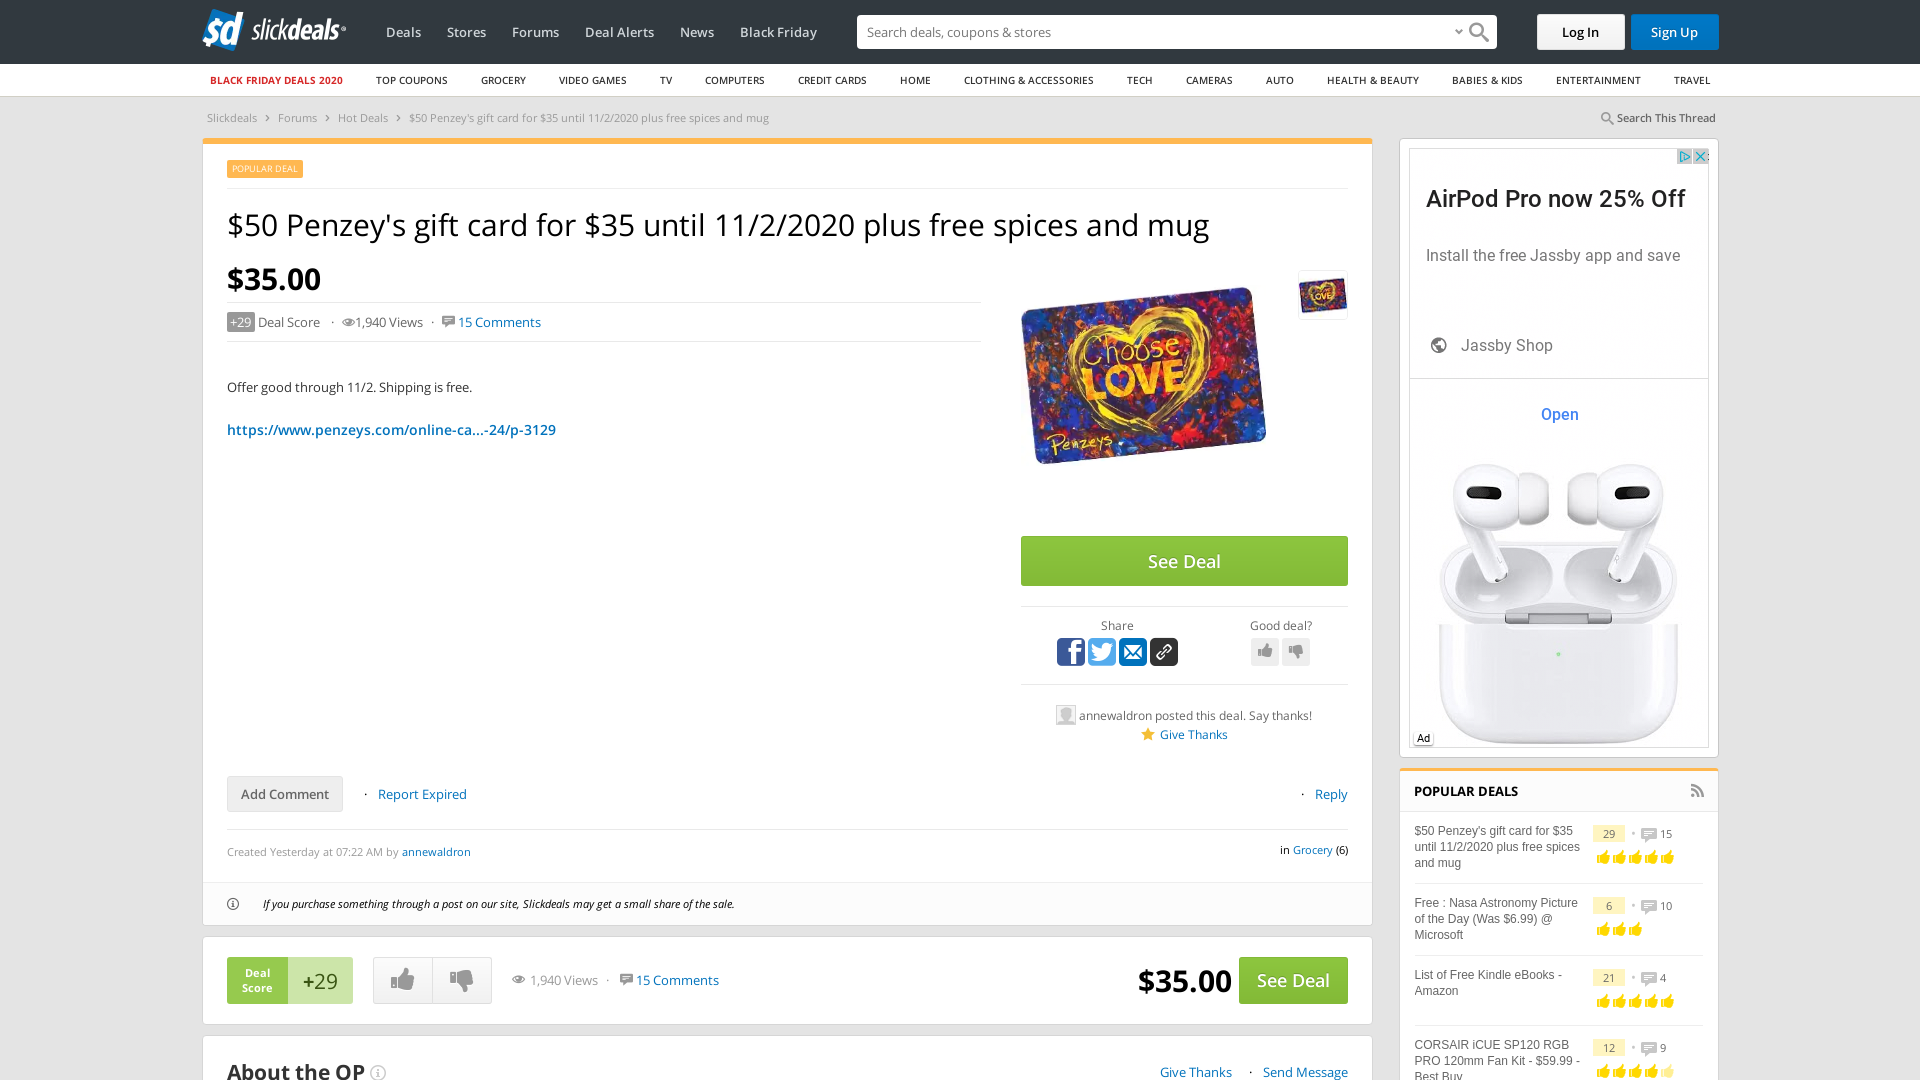 sd slickdeals
Deals Stores Forums Deal Alerts News Black Friday
Search deals, coupons & stores
Log In
Sign Up
BLACK FRIDAY DEALS 2020 TOP COUPONS GROCERY VIDEO GAMES TV COMPUTERS CREDIT CARDS HOME CLOTHING & ACCESSORIES TECH CAMERAS AUTO HEALTH & BEAUTY BABIES & KIDS ENTERTAINMENT TRAVEL
Slickdeals › Forums › Hot Deals › $50 Penzey's gift card for $35 until 11/2/2020 plus free spices and mug
Search This Thread
POPULAR DEAL
$50 Penzey's gift card for $35 until 11/2/2020 plus free spices and mug
$35.00
+29 Deal Score · 1,940 Views · 15 Comments
Offer good through 11/2. Shipping is free.
https://www.penzeys.com/online-ca...-24/p-3129
Choose
LOVE
Penzeys
See Deal
Share
Good deal?
annewaldron posted this deal. Say thanks!
Give Thanks
Add Comment · Report Expired
· Reply
Created Yesterday at 07:22 AM by annewaldron
in Grocery (6)
If you purchase something through a post on our site, Slickdeals may get a small share of the sale.
Deal
Score
+29
1,940 Views · 15 Comments
$35.00
See Deal
About the OP
Give Thanks · Send Message
AirPod Pro now 25% Off
Install the free Jassby app and save
Jassby Shop
Open
Ad
POPULAR DEALS
$50 Penzey's gift card for $35
until 11/2/2020 plus free spices
and mug
29 • 15
Free : Nasa Astronomy Picture
of the Day (Was $6.99) @
Microsoft
6 • 10
List of Free Kindle eBooks -
Amazon
21 • 4
CORSAIR iCUE SP120 RGB
PRO 120mm Fan Kit - $59.99 -
Best Buy
12 • 9